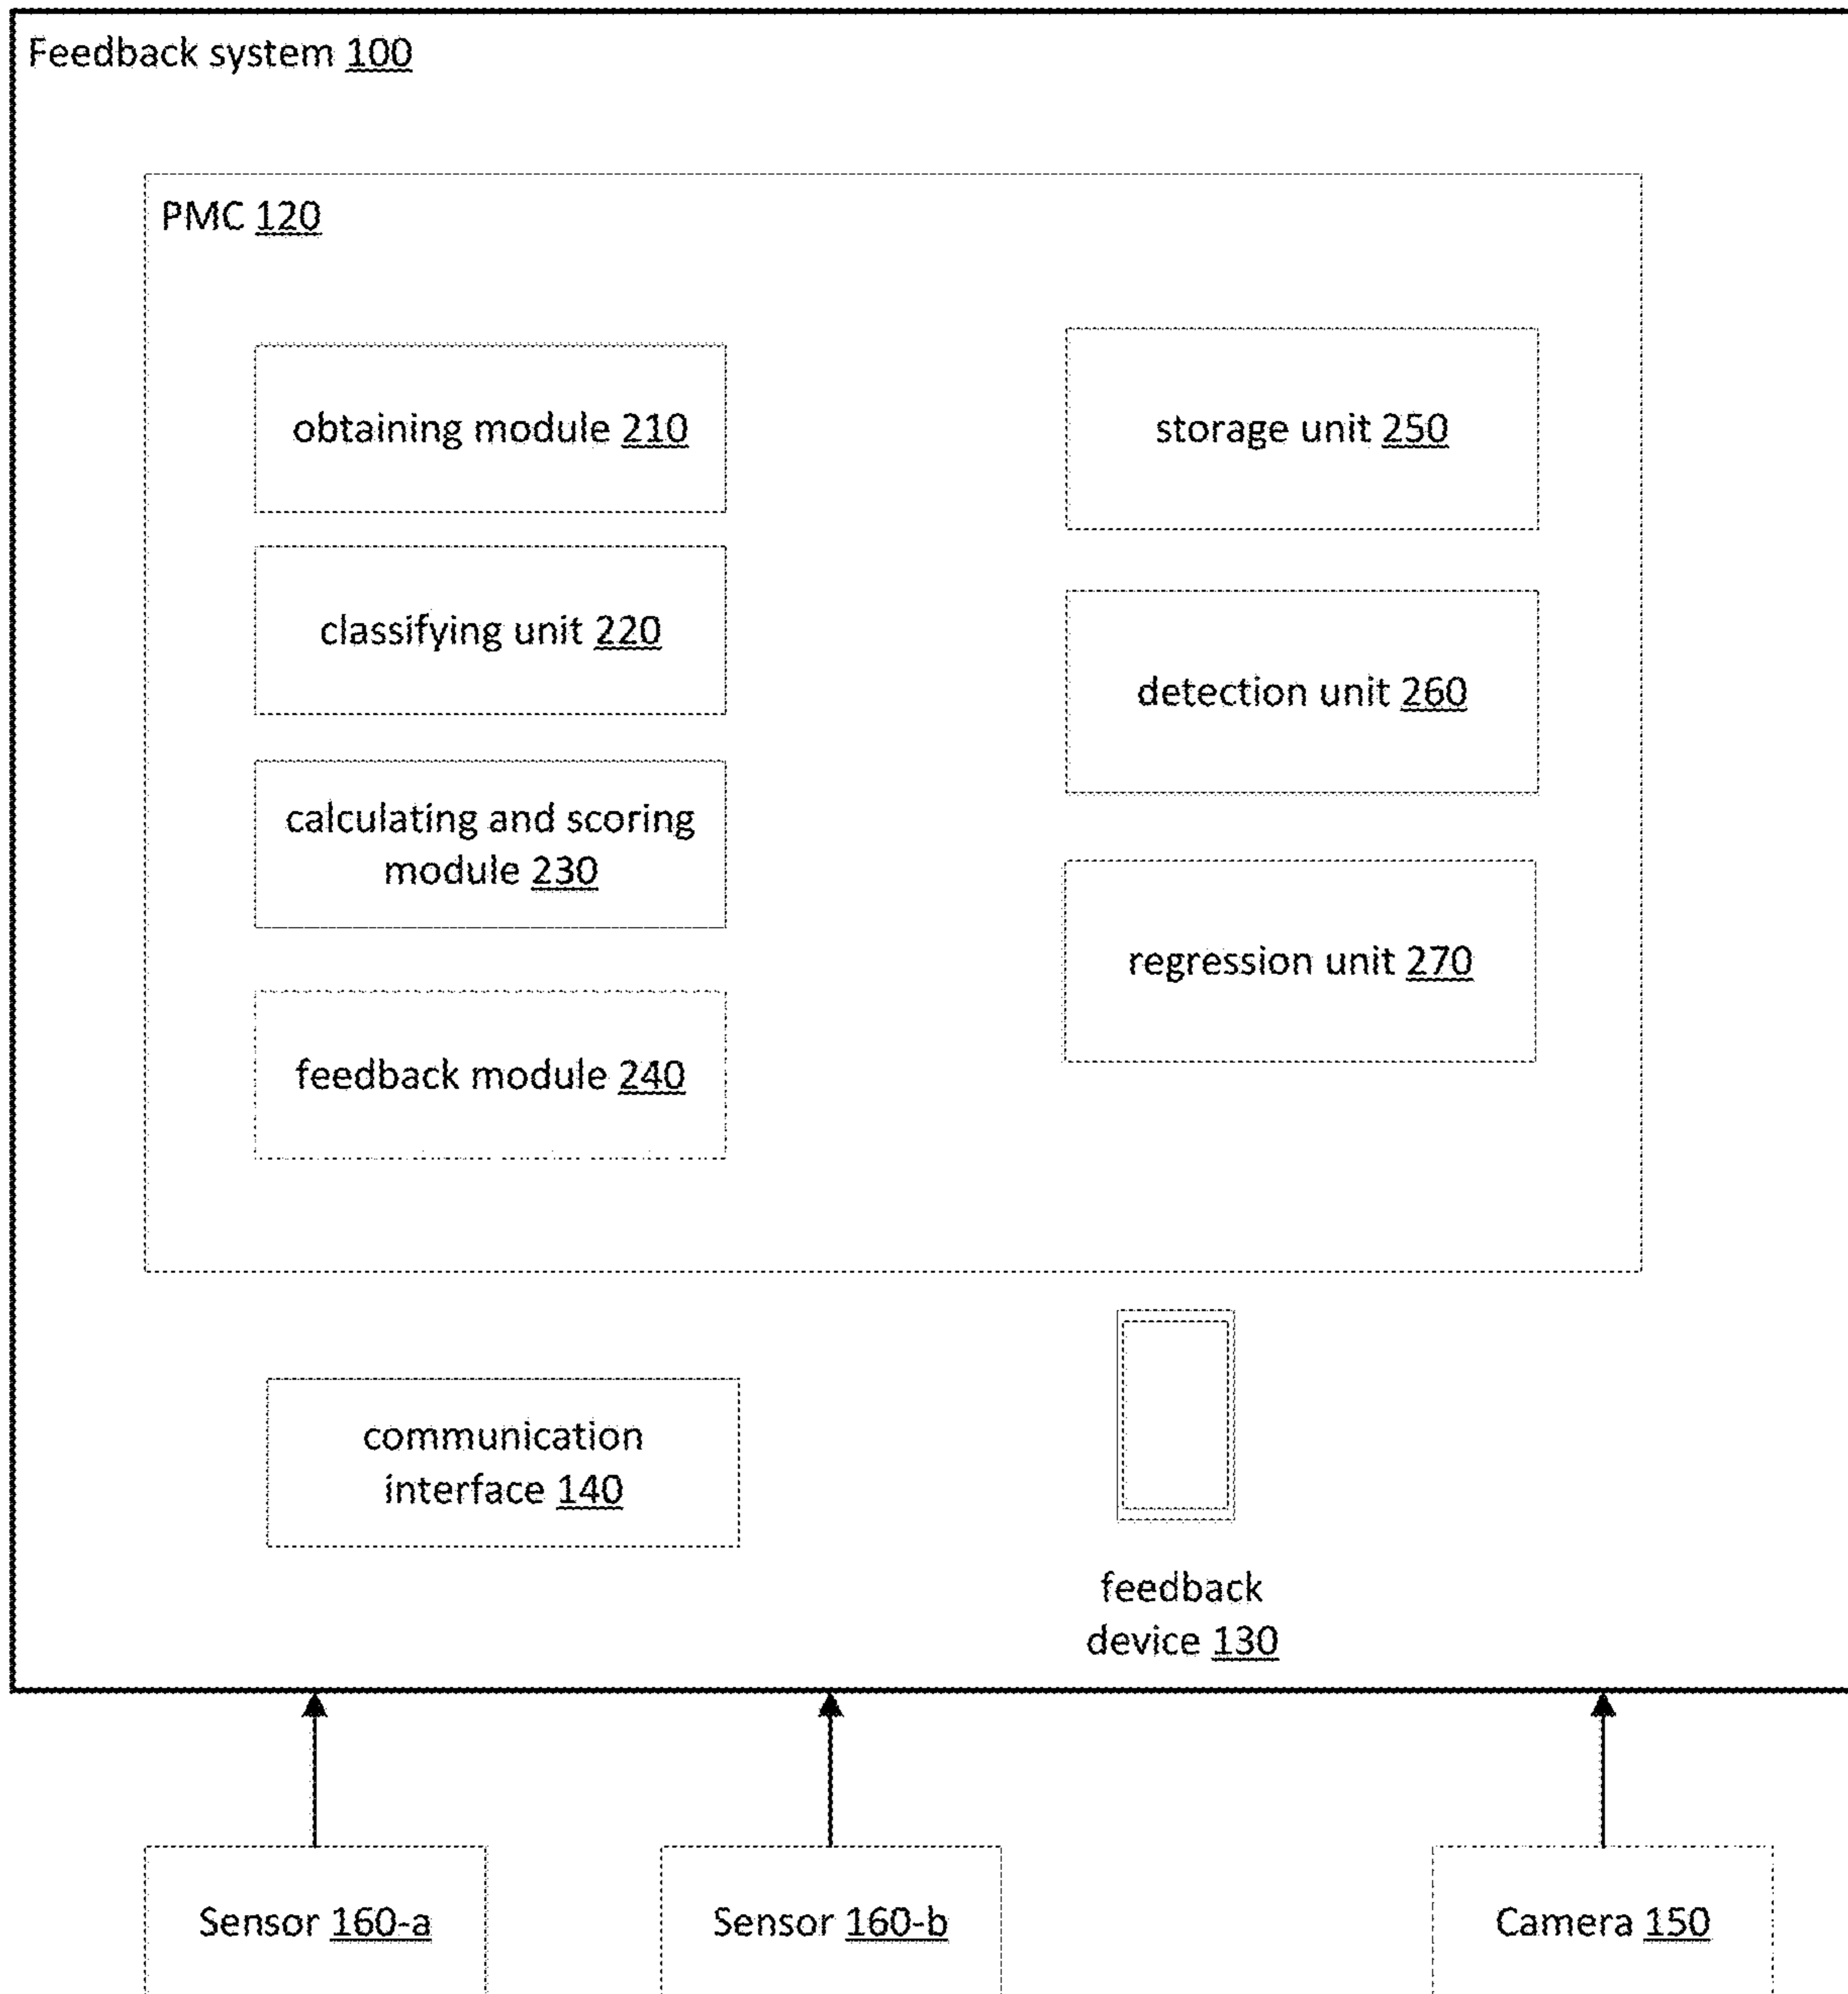 Feedback system 100
PMC 120
obtaining module 210
classifying unit 220
calculating and scoring
module 230
feedback module 240
storage unit 250
detection unit 260
regression unit 270
communication
interface 140
feedback
device 130
Sensor 160-a
Sensor 160-b
Camera 150